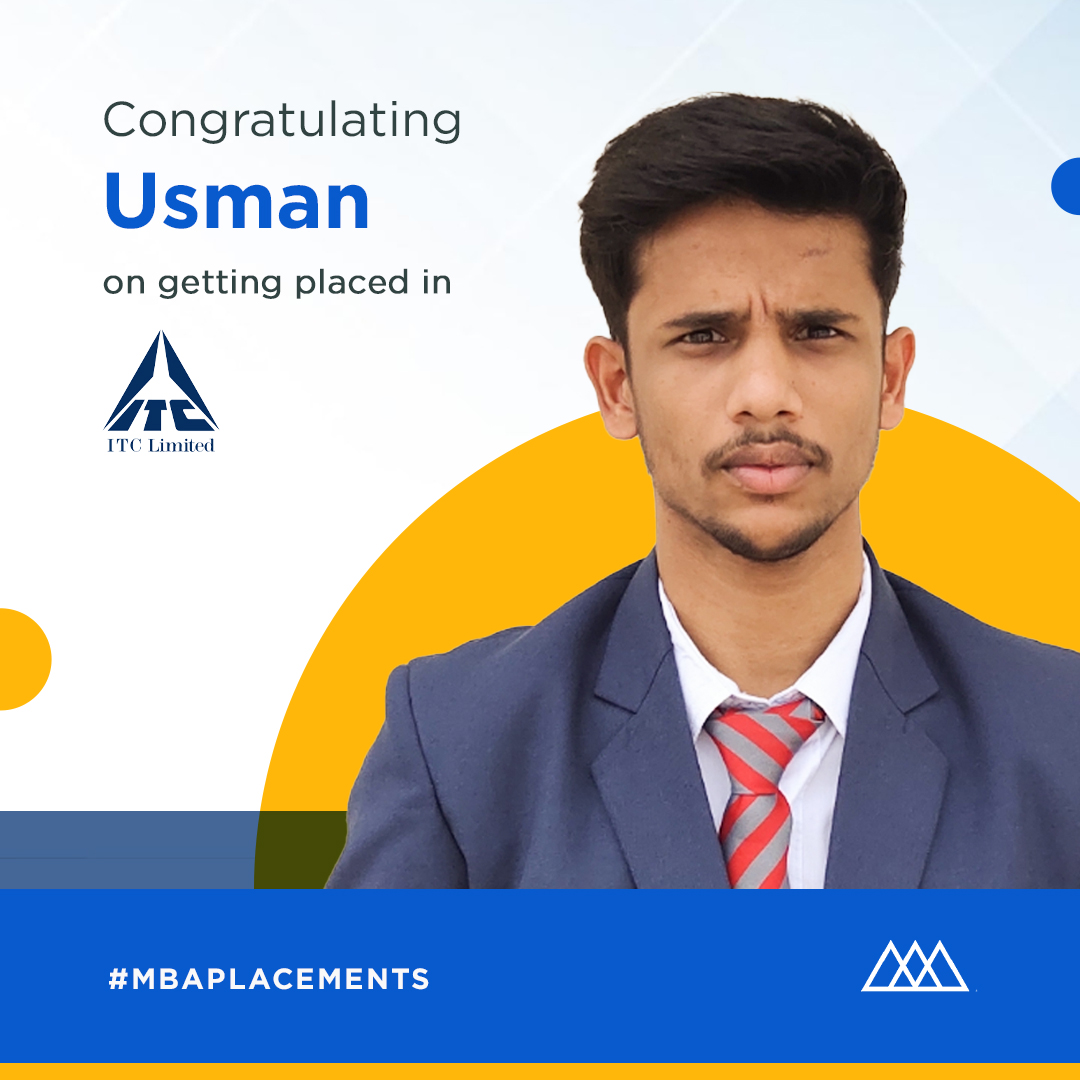 Congratulating
Usman
on getting placed in
ITC
ITC Limited
#MBAPLACEMENTS